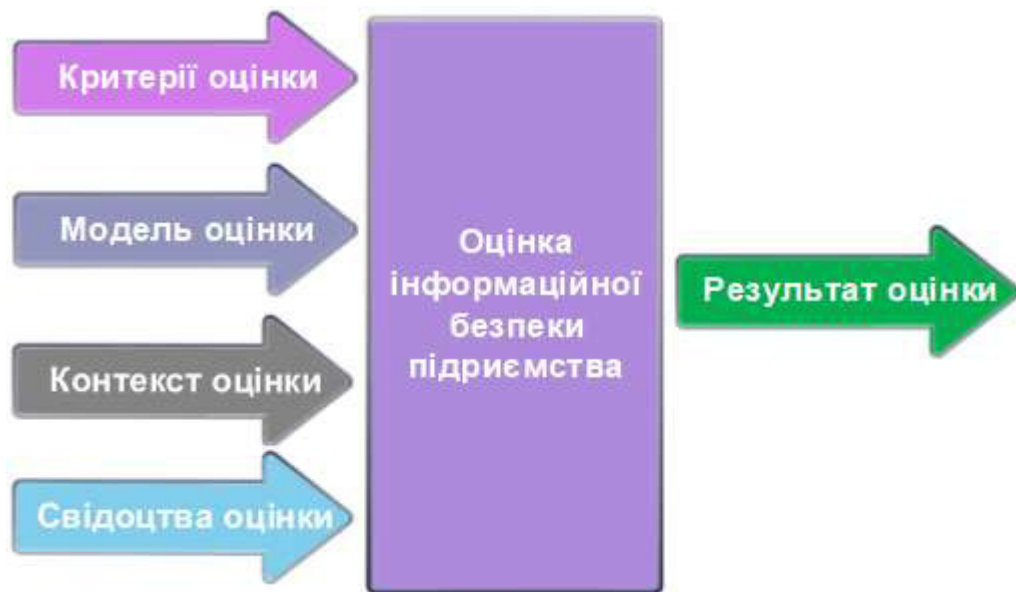 Критерії оцінки
Модель оцінки
Контекст оцінки
Свідоцтва оцінки
Оцінка
інформаційної
безпеки
підриємства
Результат оцінки